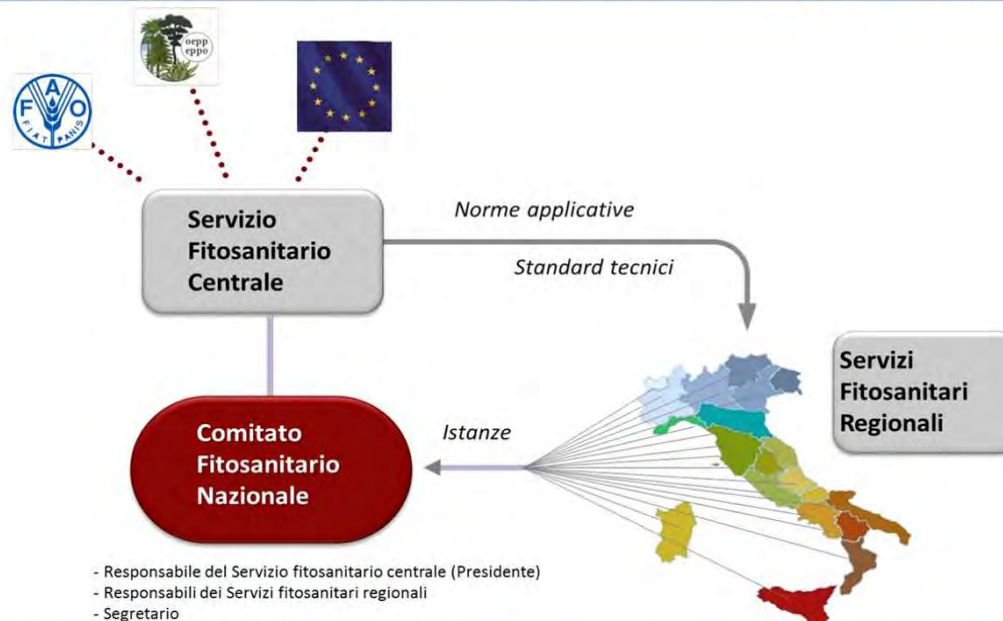 oepp
eppo
F A O
FIAT PANIS
Servizio
Fitosanitario
Centrale
Norme applicative
Standard tecnici
Servizi
Fitosanitari
Regionali
Comitato
Fitosanitario
Nazionale
Istanze
- Responsabile del Servizio fitosanitario centrale (Presidente)
- Responsabili dei Servizi fitosanitari regionali
- Segretario